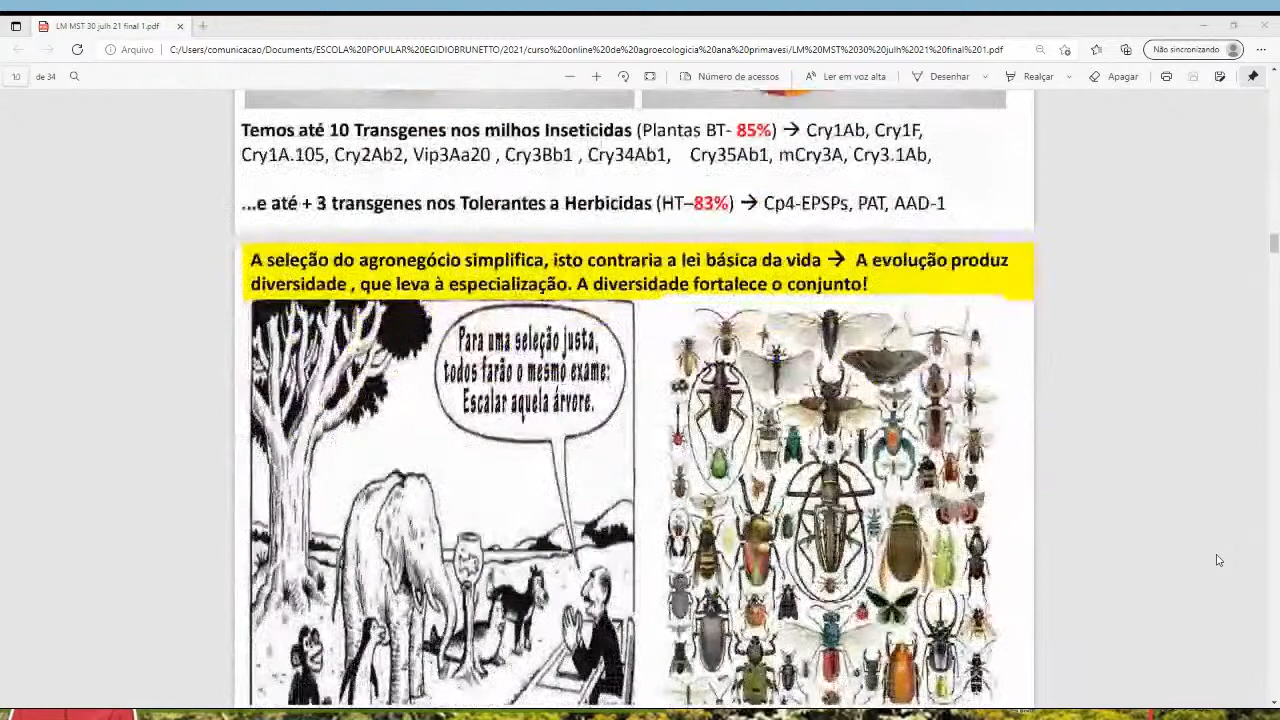 LM MST 30 julh 21 final 1.pdf
Arquivo
C:/Users/comunicacao/Documents/ESCOLA%20POPULAR%20EGIDIOBRUNETTO/2021/curso%20online%20de%20agroecologicia%20ana%20primavesi/LM%20MST%2030%20julh%2021%20final%201.pdf
Não sincronizando
10 de 34
Número de acessos
Ler em voz alta
Desenhar
Realçar
Apagar
Temos até 10 Transgenes nos milhos Inseticidas (Plantas BT- 85%) → Cry1Ab, Cry1F,
Cry1A.105, Cry2Ab2, Vip3Aa20 , Cry3Bb1 , Cry34Ab1, Cry35Ab1, mCry3A, Cry3.1Ab,
...e até + 3 transgenes nos Tolerantes a Herbicidas (HT–83%) → Cp4-EPSPs, PAT, AAD-1
A seleção do agronegócio simplifica, isto contraria a lei básica da vida → A evolução produz
diversidade , que leva à especialização. A diversidade fortalece o conjunto!
Para uma seleção justa,
todos farão o mesmo exame:
Escalar aquela árvore.